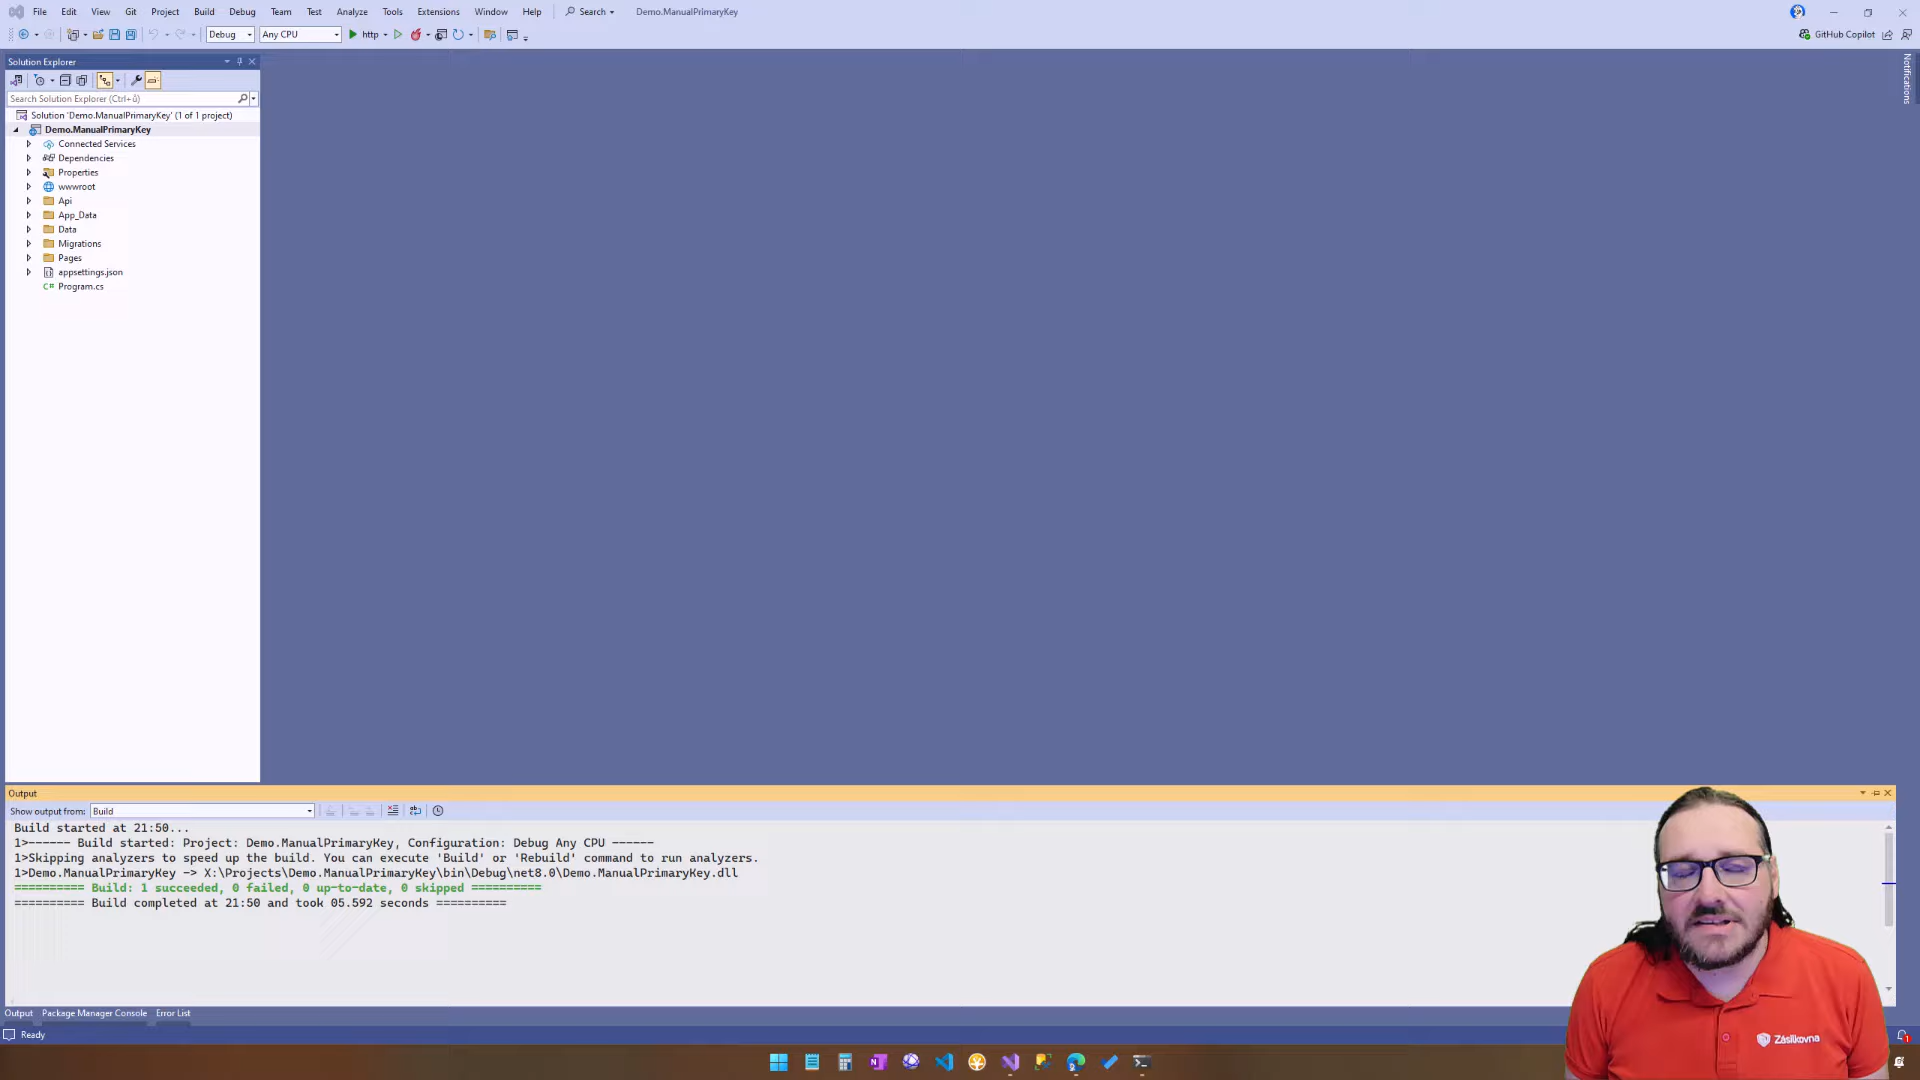 File Edit View Git Project Build Debug Team Test Analyze Tools Extensions Window Help Search Demo.ManualPrimaryKey
Debug Any CPU http GitHub Copilot
Notifications
Solution Explorer
Search Solution Explorer (Ctrl+ů)
Solution 'Demo.ManualPrimaryKey' (1 of 1 project)
Demo.ManualPrimaryKey
Connected Services
Dependencies
Properties
wwwroot
Api
App_Data
Data
Migrations
Pages
appsettings.json
C# Program.cs
Output
Show output from: Build
Build started at 21:50...
1>------ Build started: Project: Demo.ManualPrimaryKey, Configuration: Debug Any CPU ------
1>Skipping analyzers to speed up the build. You can execute 'Build' or 'Rebuild' command to run analyzers.
1>Demo.ManualPrimaryKey -> X:\Projects\Demo.ManualPrimaryKey\bin\Debug\net8.0\Demo.ManualPrimaryKey.dll
========== Build: 1 succeeded, 0 failed, 0 up-to-date, 0 skipped ==========
========== Build completed at 21:50 and took 05.592 seconds ==========
Output Package Manager Console Error List
Ready
Zásilkovna